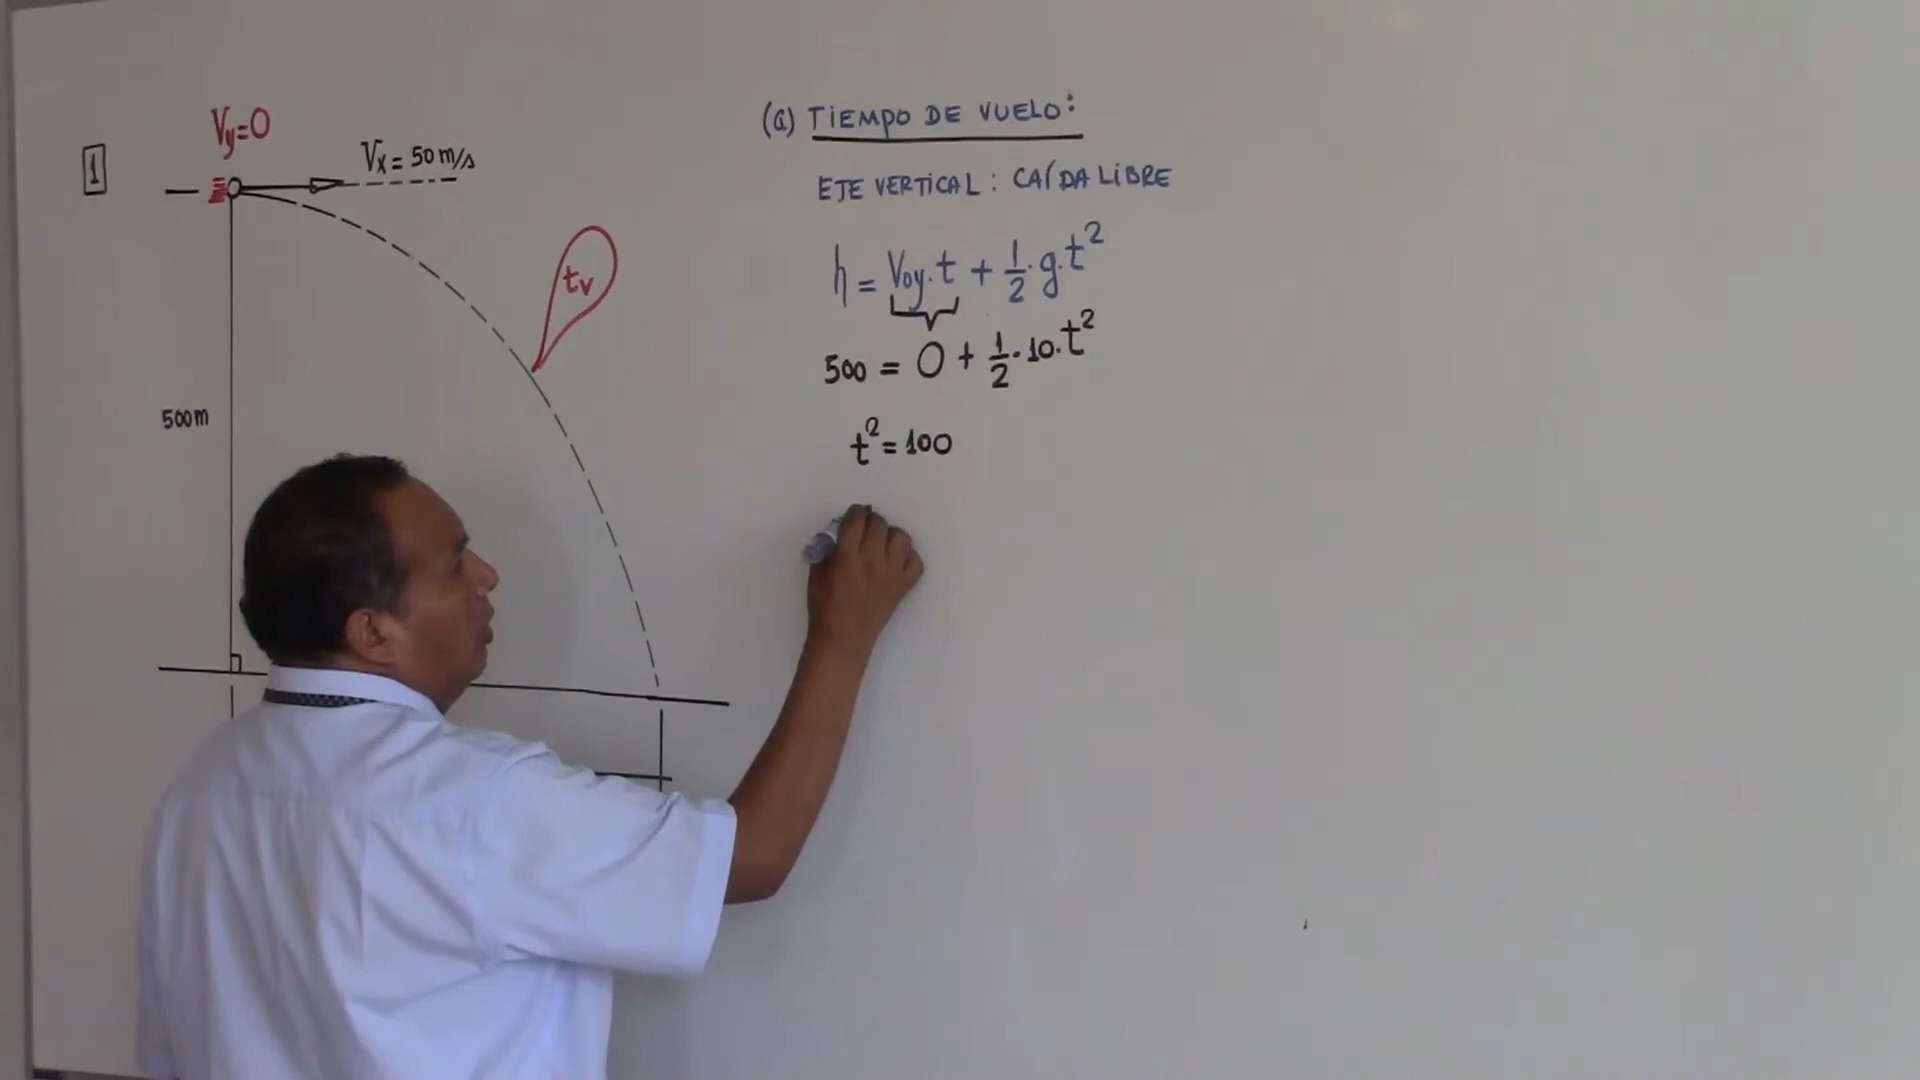 1
Vy=0
Vx = 50 m/s
tv
500 m
(a) TIEMPO DE VUELO:
EJE VERTICAL: CAÍDA LIBRE
h = Voy.t + 1/2.g.t²
500 = 0 + 1/2.10.t²
t² = 100